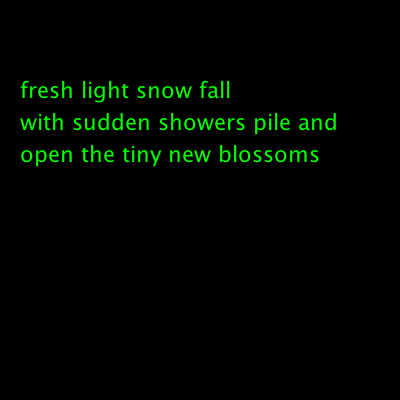 fresh light snow fall
with sudden showers pile and
open the tiny new blossoms